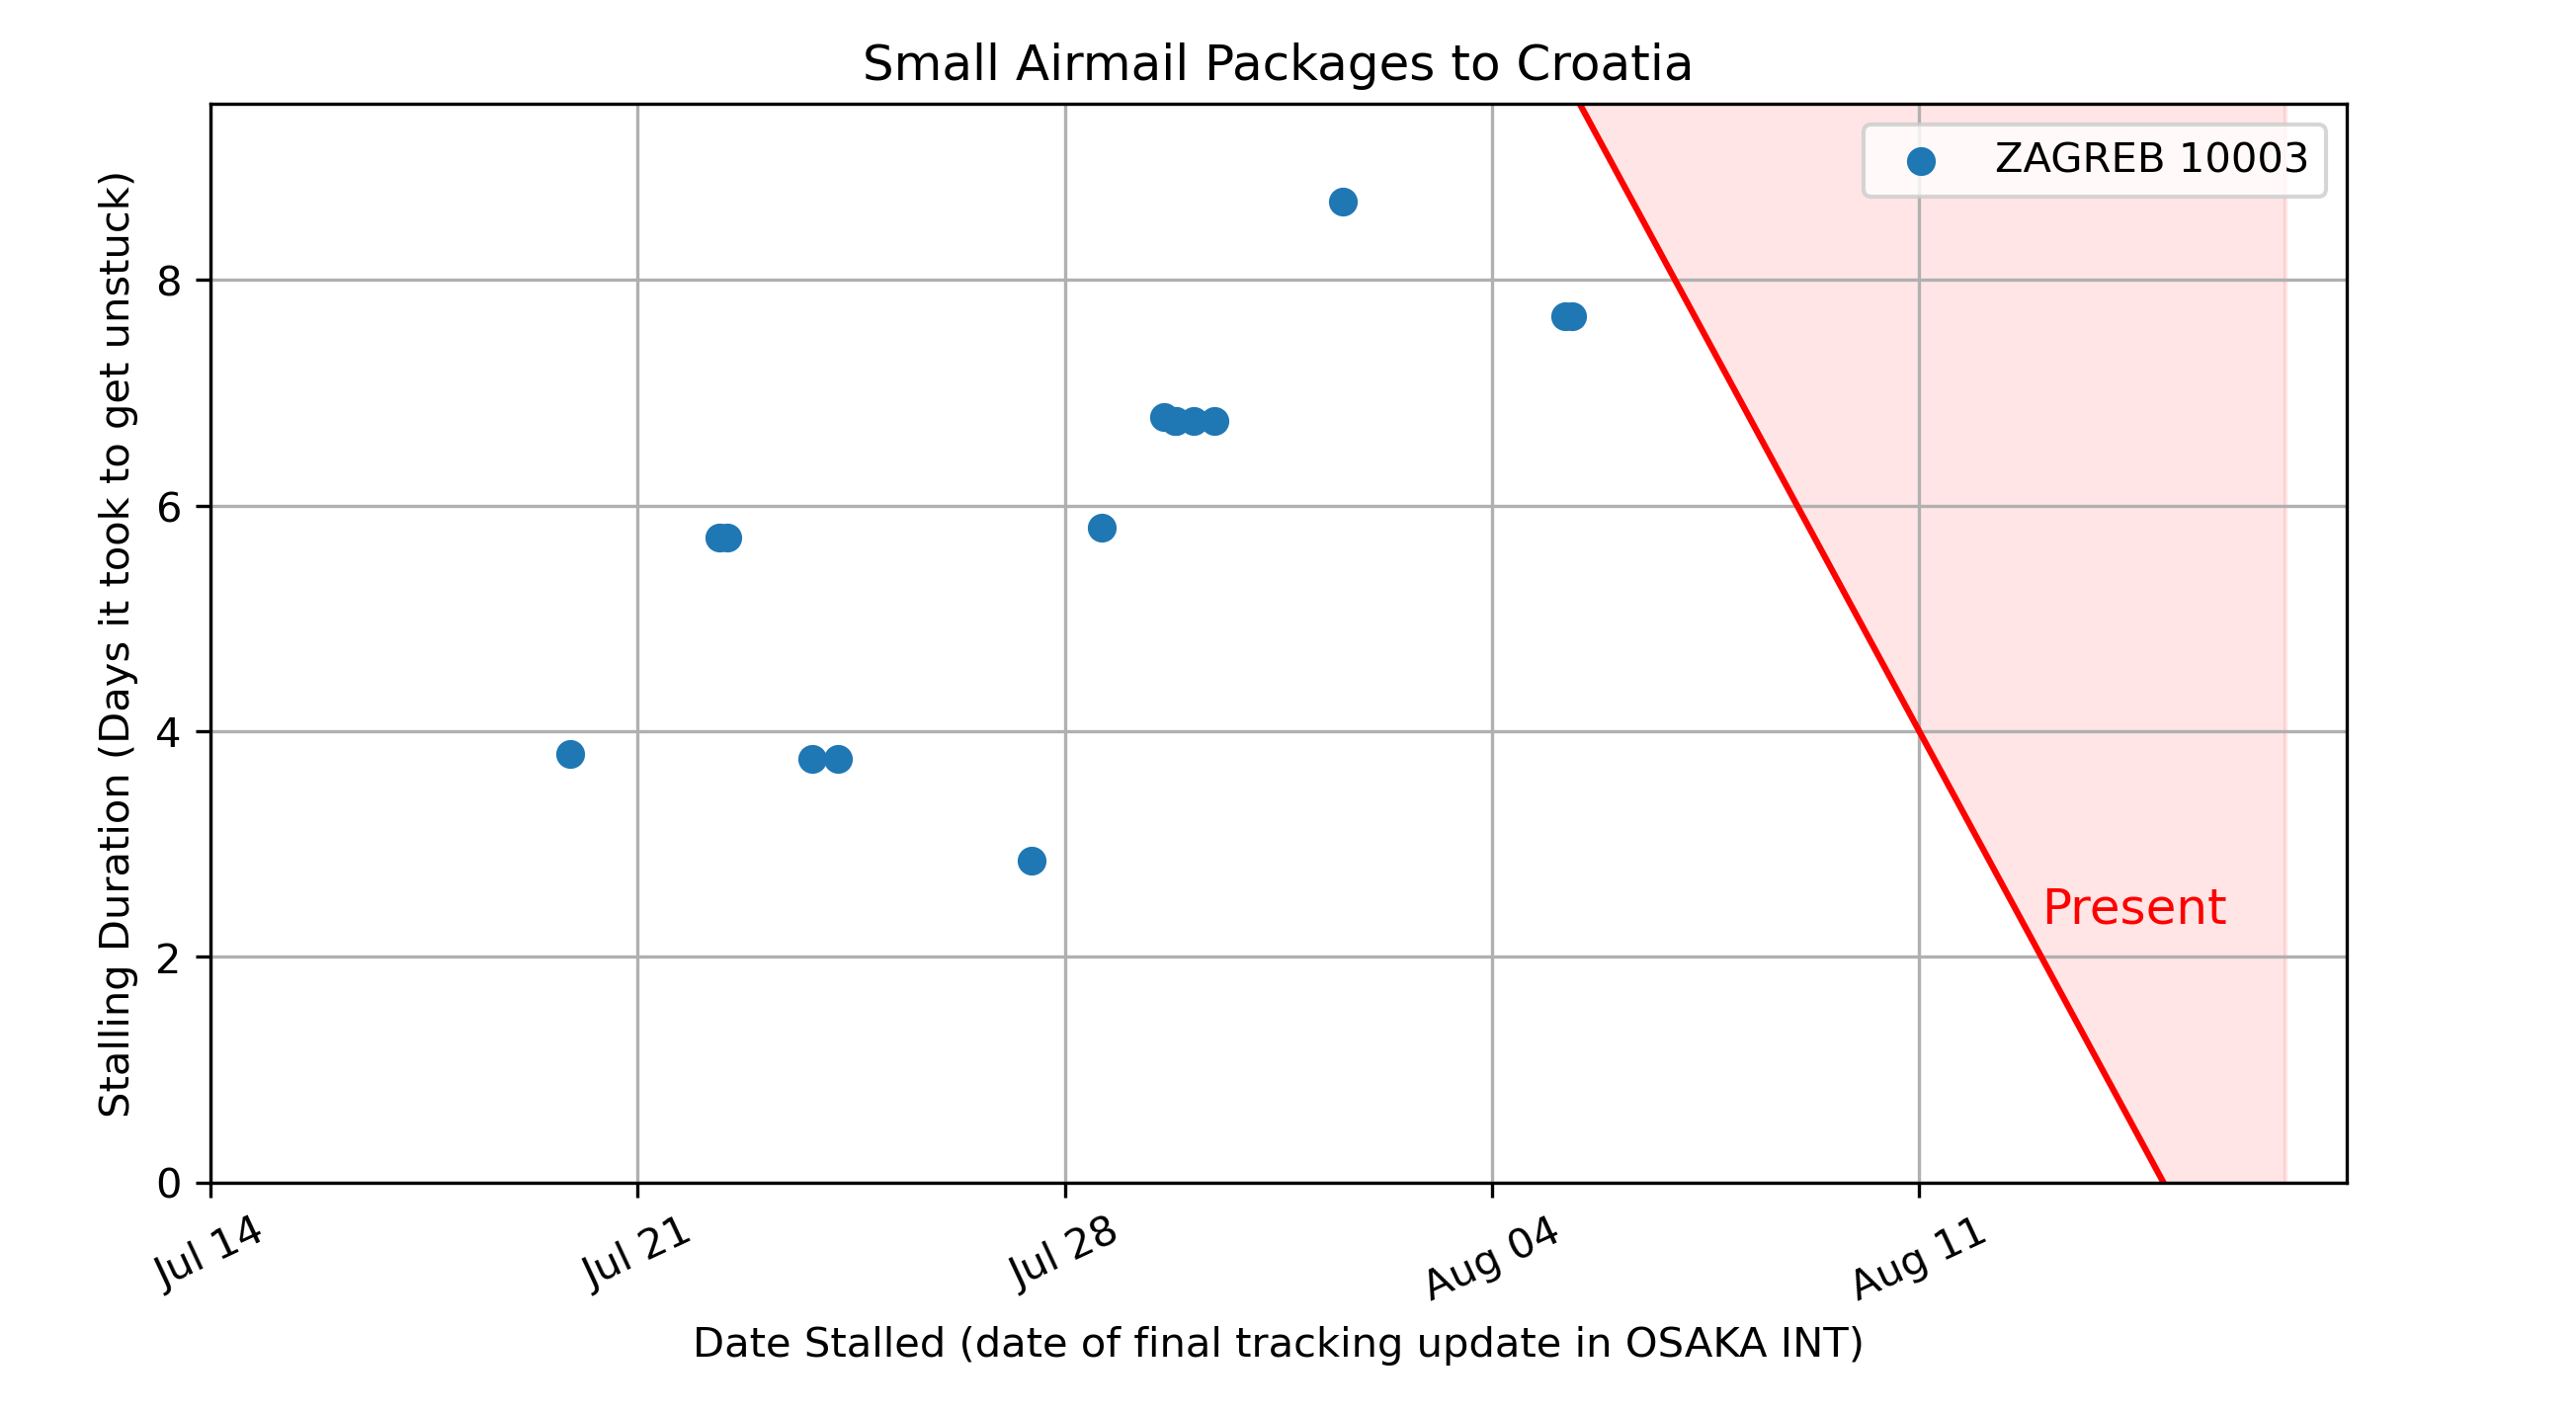 Small Airmail Packages to Croatia
ZAGREB 10003
Stalling Duration (Days it took to get unstuck)
8
6
4
2
0
Present
Jul 14
Jul 21
Jul 28
Aug 04
Aug 11
Date Stalled (date of final tracking update in OSAKA INT)